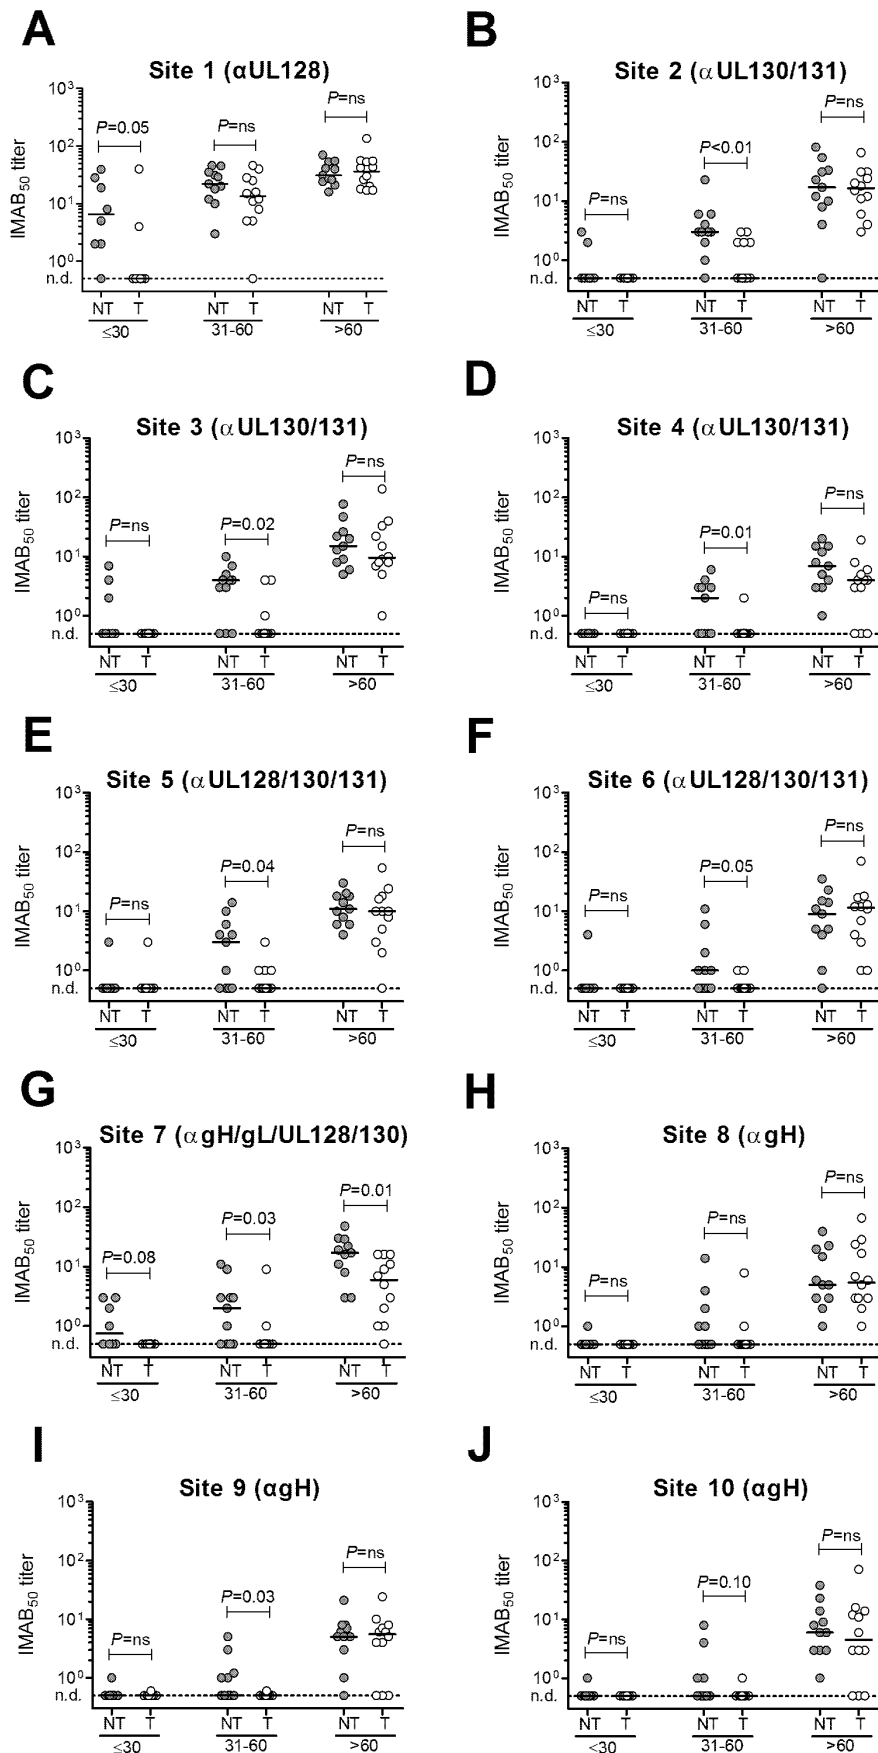 A
Site 1 (αUL128)
IMAB50 titer
10³
10²
10¹
10⁰
n.d.
P=0.05
P=ns
P=ns
NT T NT T NT T
≤30 31-60 >60
B
Site 2 (αUL130/131)
IMAB50 titer
10³
10²
10¹
10⁰
n.d.
P=ns
P<0.01
P=ns
NT T NT T NT T
≤30 31-60 >60
C
Site 3 (αUL130/131)
IMAB50 titer
10³
10²
10¹
10⁰
n.d.
P=ns
P=0.02
P=ns
NT T NT T NT T
≤30 31-60 >60
D
Site 4 (αUL130/131)
IMAB50 titer
10³
10²
10¹
10⁰
n.d.
P=ns
P=0.01
P=ns
NT T NT T NT T
≤30 31-60 >60
E
Site 5 (αUL128/130/131)
IMAB50 titer
10³
10²
10¹
10⁰
n.d.
P=ns
P=0.04
P=ns
NT T NT T NT T
≤30 31-60 >60
F
Site 6 (αUL128/130/131)
IMAB50 titer
10³
10²
10¹
10⁰
n.d.
P=ns
P=0.05
P=ns
NT T NT T NT T
≤30 31-60 >60
G
Site 7 (αgH/gL/UL128/130)
IMAB50 titer
10³
10²
10¹
10⁰
n.d.
P=0.08
P=0.03
P=0.01
NT T NT T NT T
≤30 31-60 >60
H
Site 8 (αgH)
IMAB50 titer
10³
10²
10¹
10⁰
n.d.
P=ns
P=ns
P=ns
NT T NT T NT T
≤30 31-60 >60
I
Site 9 (αgH)
IMAB50 titer
10³
10²
10¹
10⁰
n.d.
P=ns
P=0.03
P=ns
NT T NT T NT T
≤30 31-60 >60
J
Site 10 (αgH)
IMAB50 titer
10³
10²
10¹
10⁰
n.d.
P=ns
P=0.10
P=ns
NT T NT T NT T
≤30 31-60 >60